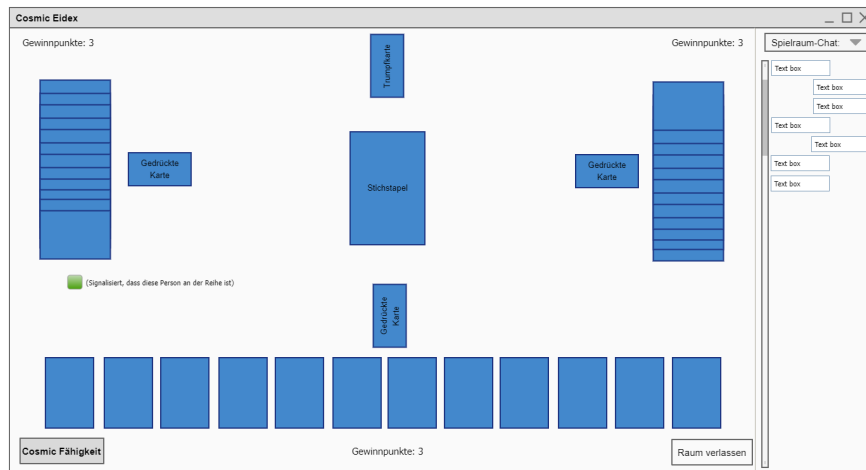 Cosmic Eidex
Gewinnpunkte: 3
Trumpfkarte
Gewinnpunkte: 3
Spielraum-Chat:
Text box
Text box
Text box
Text box
Text box
Text box
Text box
Gedrückte
Karte
Stichstapel
Gedrückte
Karte
(Signalisiert, dass diese Person an der Reihe ist)
Gedrückte
Karte
Cosmic Fähigkeit
Gewinnpunkte: 3
Raum verlassen